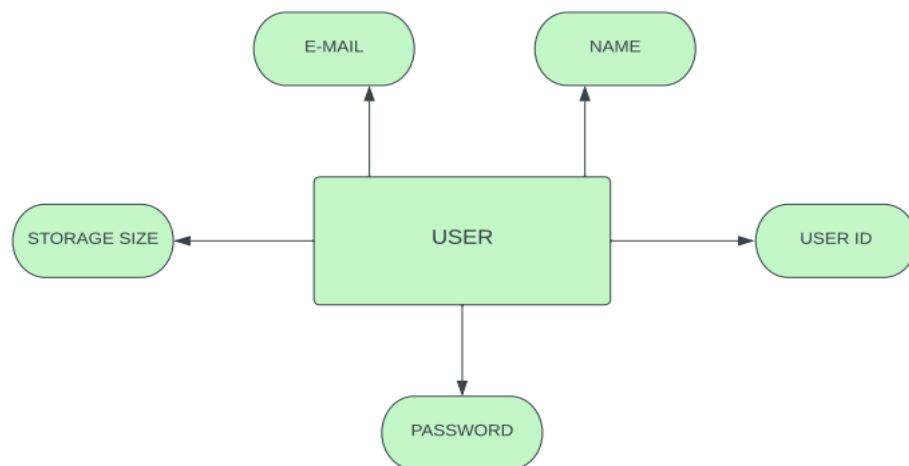 E-MAIL
NAME
STORAGE SIZE
USER
USER ID
PASSWORD